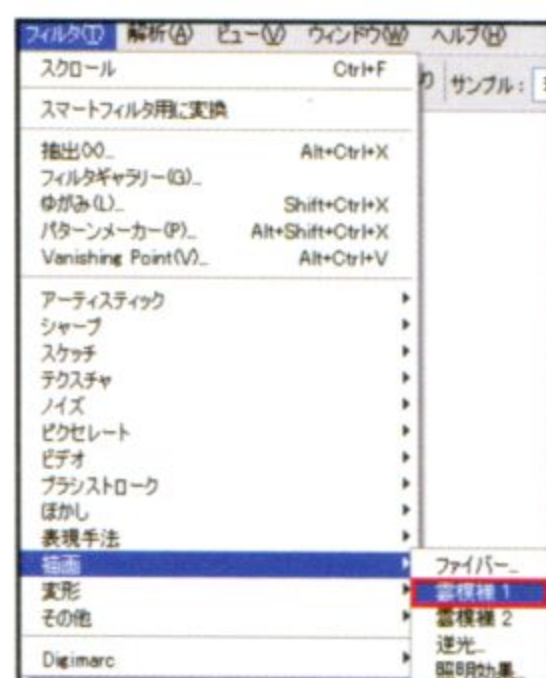 フィルタ(T) 解析(A) ビュー(V) ウィンドウ(W) ヘルプ(H)
スクロール Ctrl+F
サンプル:
スマートフィルタ用に変換
抽出(X)... Alt+Ctrl+X
フィルタギャラリー(G)...
ゆがみ(L)... Shift+Ctrl+X
パターンメーカー(P)... Alt+Shift+Ctrl+X
Vanishing Point(V)... Alt+Ctrl+V
アーティスティック
シャープ
スケッチ
テクスチャ
ノイズ
ピクセレート
ビデオ
ブラシストローク
ぼかし
表現手法
描画
変形
その他
Digimarc
ファイバー...
雲模様 1
雲模様 2
逆光...
照明効果...